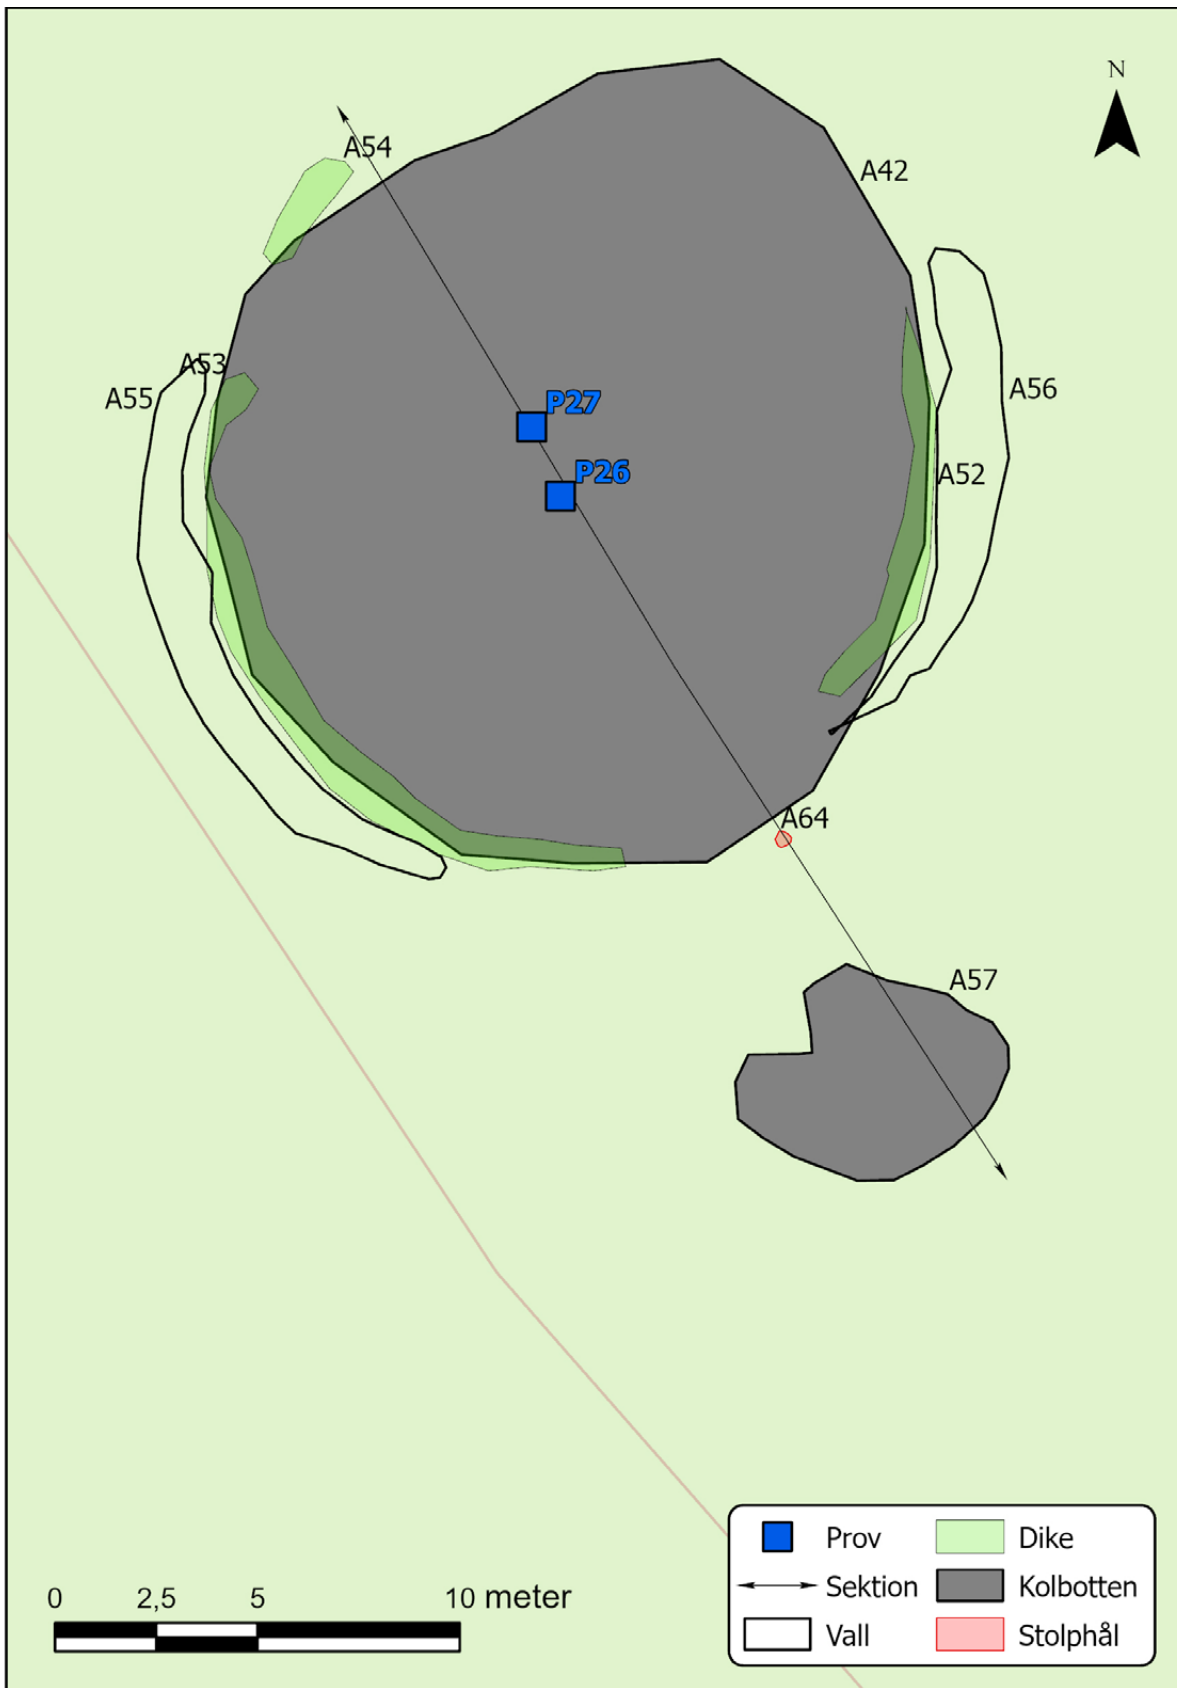 N
A54
A42
A53
A55
A56
P27
P26
A52
A64
A57
Prov
Dike
Sektion
Kolbotten
Vall
Stolphål
0 2,5 5 10 meter